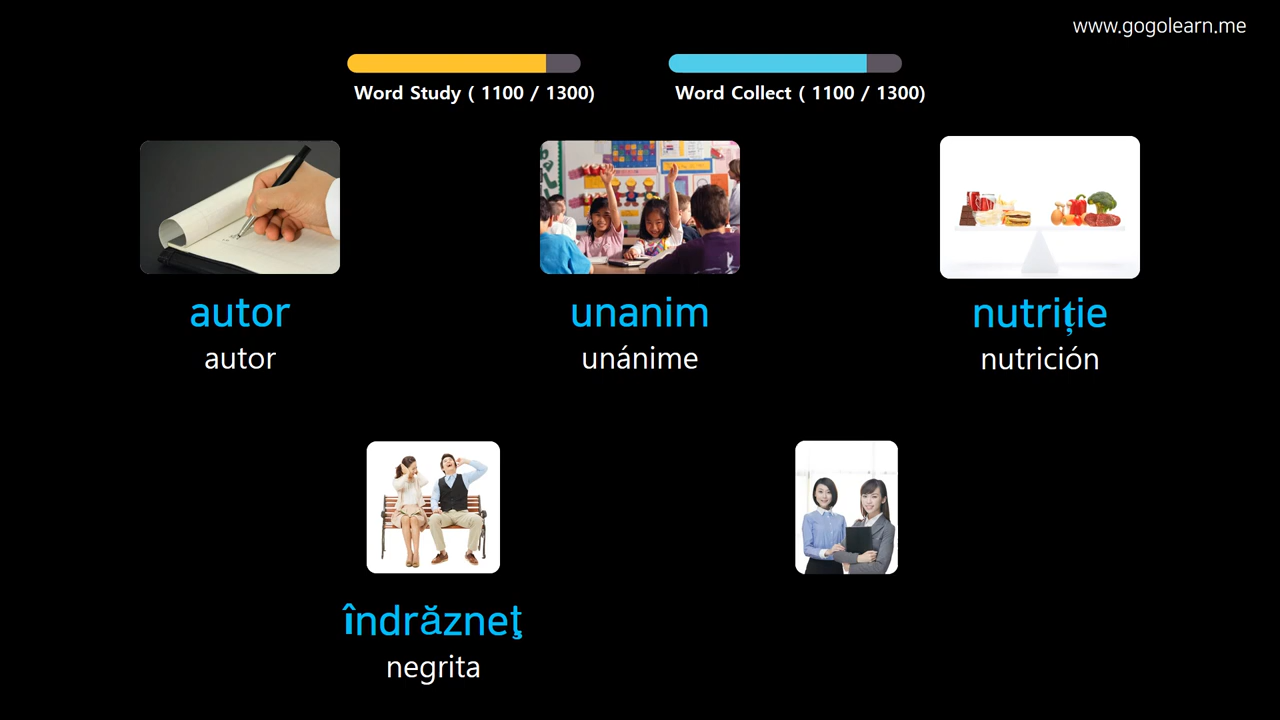 www.gogolearn.me
Word Study ( 1100 / 1300)
Word Collect ( 1100 / 1300)
autor
autor
unanim
unánime
nutriție
nutrición
îndrăzneţ
negrita